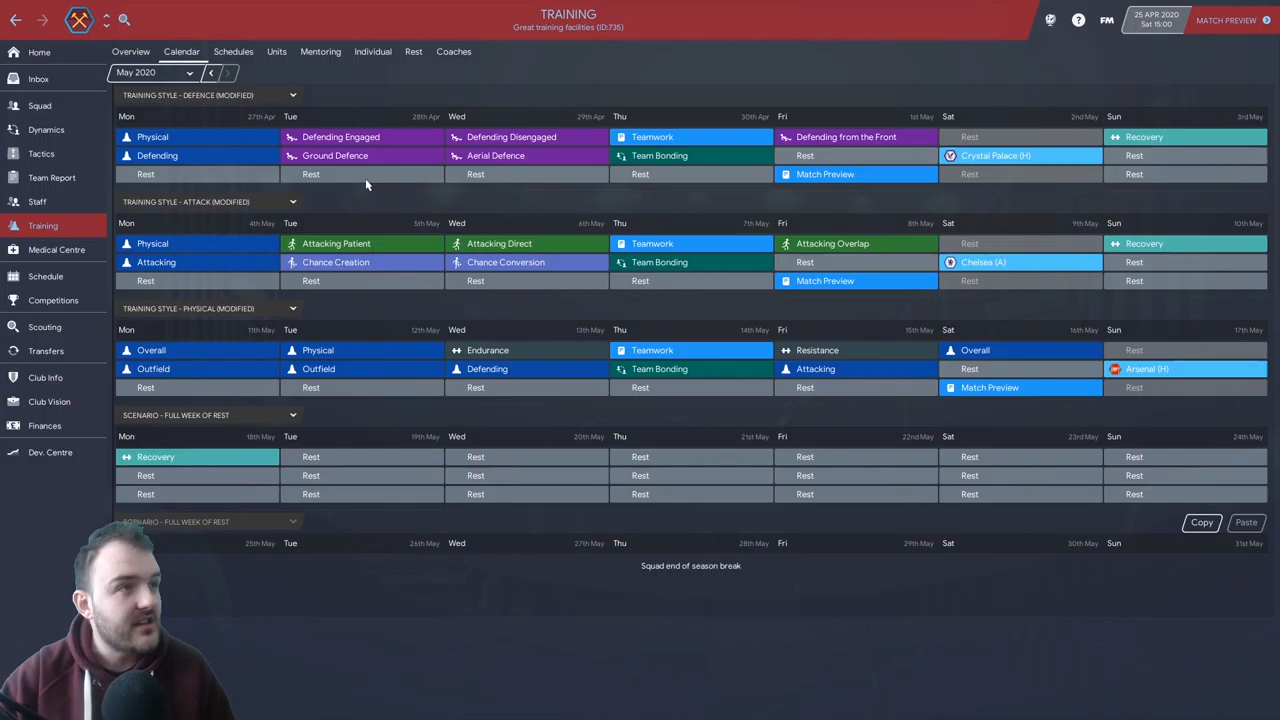 TRAINING
Great training facilities (ID:735)
FM
25 APR 2020
Sat 15:00
MATCH PREVIEW
Home
Inbox
Squad
Dynamics
Tactics
Team Report
Staff
Training
Medical Centre
Schedule
Competitions
Scouting
Transfers
Club Info
Club Vision
Finances
Dev. Centre
Overview Calendar Schedules Units Mentoring Individual Rest Coaches
May 2020
TRAINING STYLE - DEFENCE (MODIFIED)
Mon 27th Apr Tue 28th Apr Wed 29th Apr Thu 30th Apr Fri 1st May Sat 2nd May Sun 3rd May
Physical Defending Engaged Defending Disengaged Teamwork Defending from the Front Rest Recovery
Defending Ground Defence Aerial Defence Team Bonding Rest Crystal Palace (H) Rest
Rest Rest Rest Rest Match Preview Rest Rest
TRAINING STYLE - ATTACK (MODIFIED)
Mon 4th May Tue 5th May Wed 6th May Thu 7th May Fri 8th May Sat 9th May Sun 10th May
Physical Attacking Patient Attacking Direct Teamwork Attacking Overlap Rest Recovery
Attacking Chance Creation Chance Conversion Team Bonding Rest Chelsea (A) Rest
Rest Rest Rest Rest Match Preview Rest Rest
TRAINING STYLE - PHYSICAL (MODIFIED)
Mon 11th May Tue 12th May Wed 13th May Thu 14th May Fri 15th May Sat 16th May Sun 17th May
Overall Physical Endurance Teamwork Resistance Overall Rest
Outfield Outfield Defending Team Bonding Attacking Rest Arsenal (H)
Rest Rest Rest Rest Rest Match Preview Rest
SCENARIO - FULL WEEK OF REST
Mon 18th May Tue 19th May Wed 20th May Thu 21st May Fri 22nd May Sat 23rd May Sun 24th May
Recovery Rest Rest Rest Rest Rest Rest
Rest Rest Rest Rest Rest Rest Rest
Rest Rest Rest Rest Rest Rest Rest
SCENARIO - FULL WEEK OF REST
Copy Paste
25th May Tue 26th May Wed 27th May Thu 28th May Fri 29th May Sat 30th May Sun 31st May
Squad end of season break